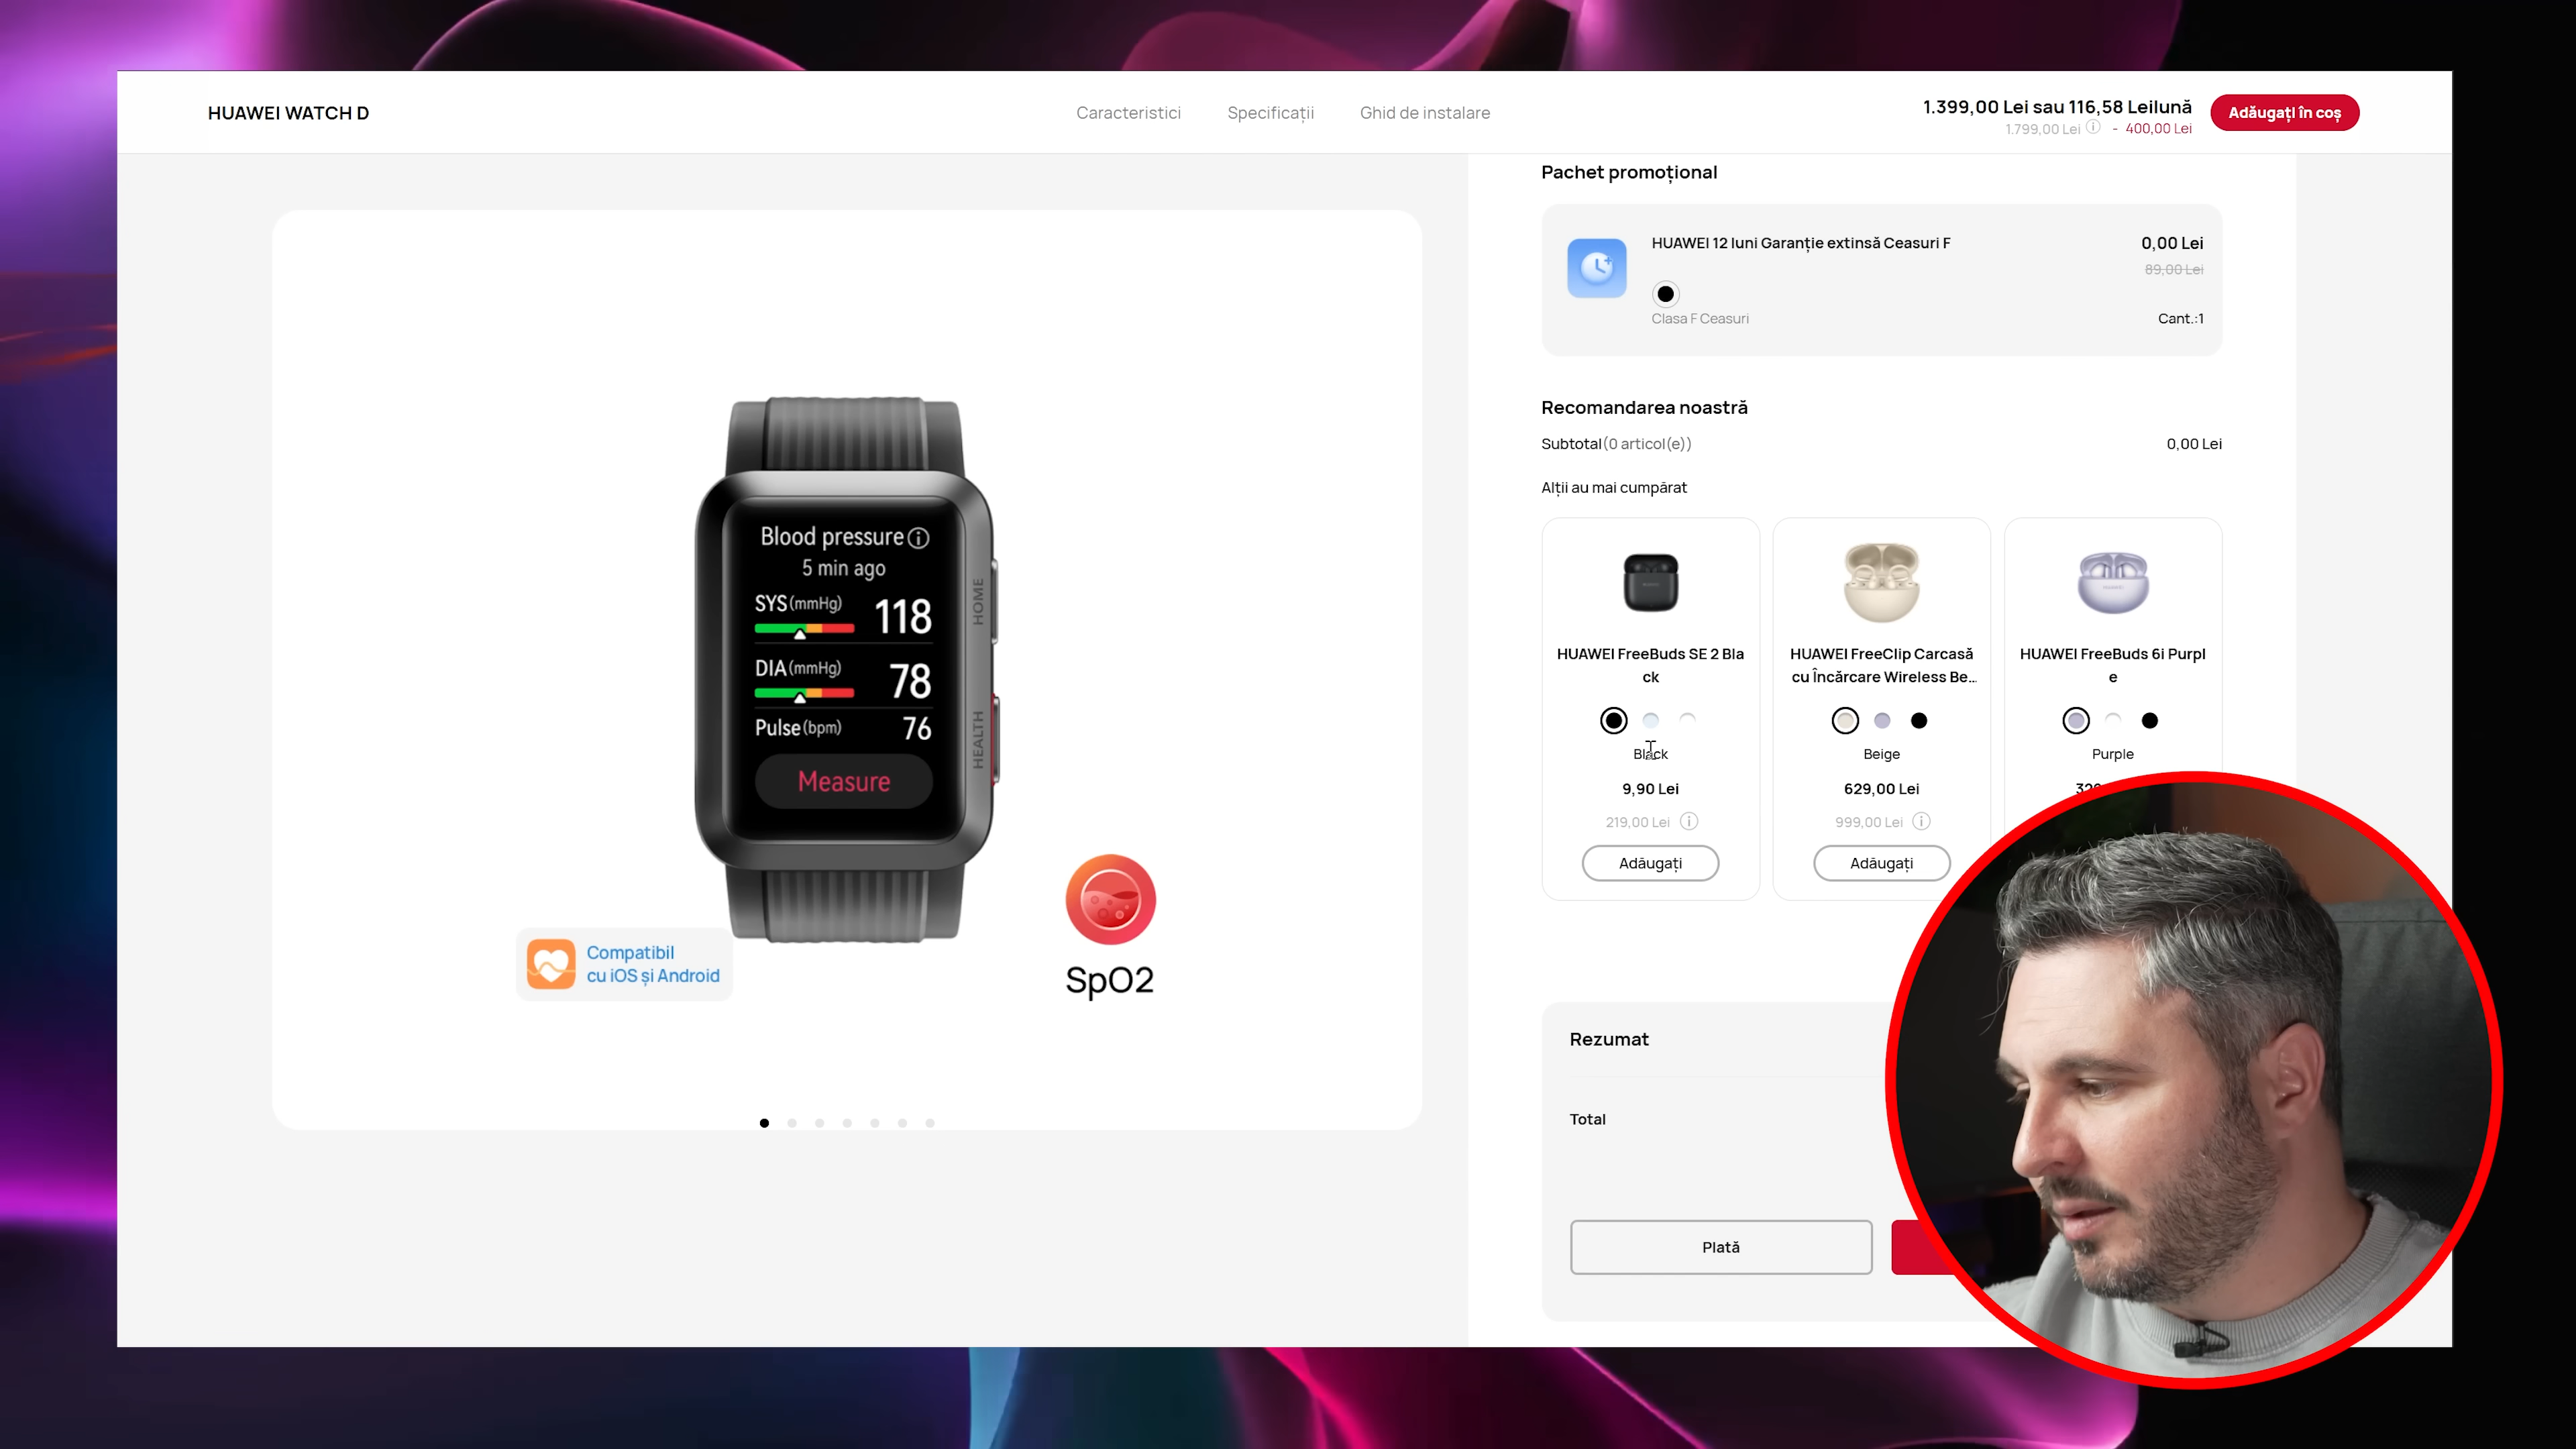 HUAWEI WATCH D
Caracteristici
Specificații
Ghid de instalare
1.399,00 Lei sau 116,58 Leilună
1.799,00 Lei - 400,00 Lei
Adăugați în coș
Pachet promoțional
HUAWEI 12 luni Garanție extinsă Ceasuri F
0,00 Lei
89,00 Lei
Clasa F Ceasuri
Cant.:1
Recomandarea noastră
Subtotal(0 articol(e))
0,00 Lei
Alții au mai cumpărat
HUAWEI FreeBuds SE 2 Bla
ck
Black
9,90 Lei
219,00 Lei
Adăugați
HUAWEI FreeClip Carcasă
cu Încărcare Wireless Be...
Beige
629,00 Lei
999,00 Lei
Adăugați
HUAWEI FreeBuds 6i Purpl
e
Purple
Blood pressure
5 min ago
SYS(mmHg) 118
DIA(mmHg) 78
Pulse(bpm) 76
Measure
HOME
HEALTH
Compatibil
cu iOS și Android
SpO2
Rezumat
Total
Plată